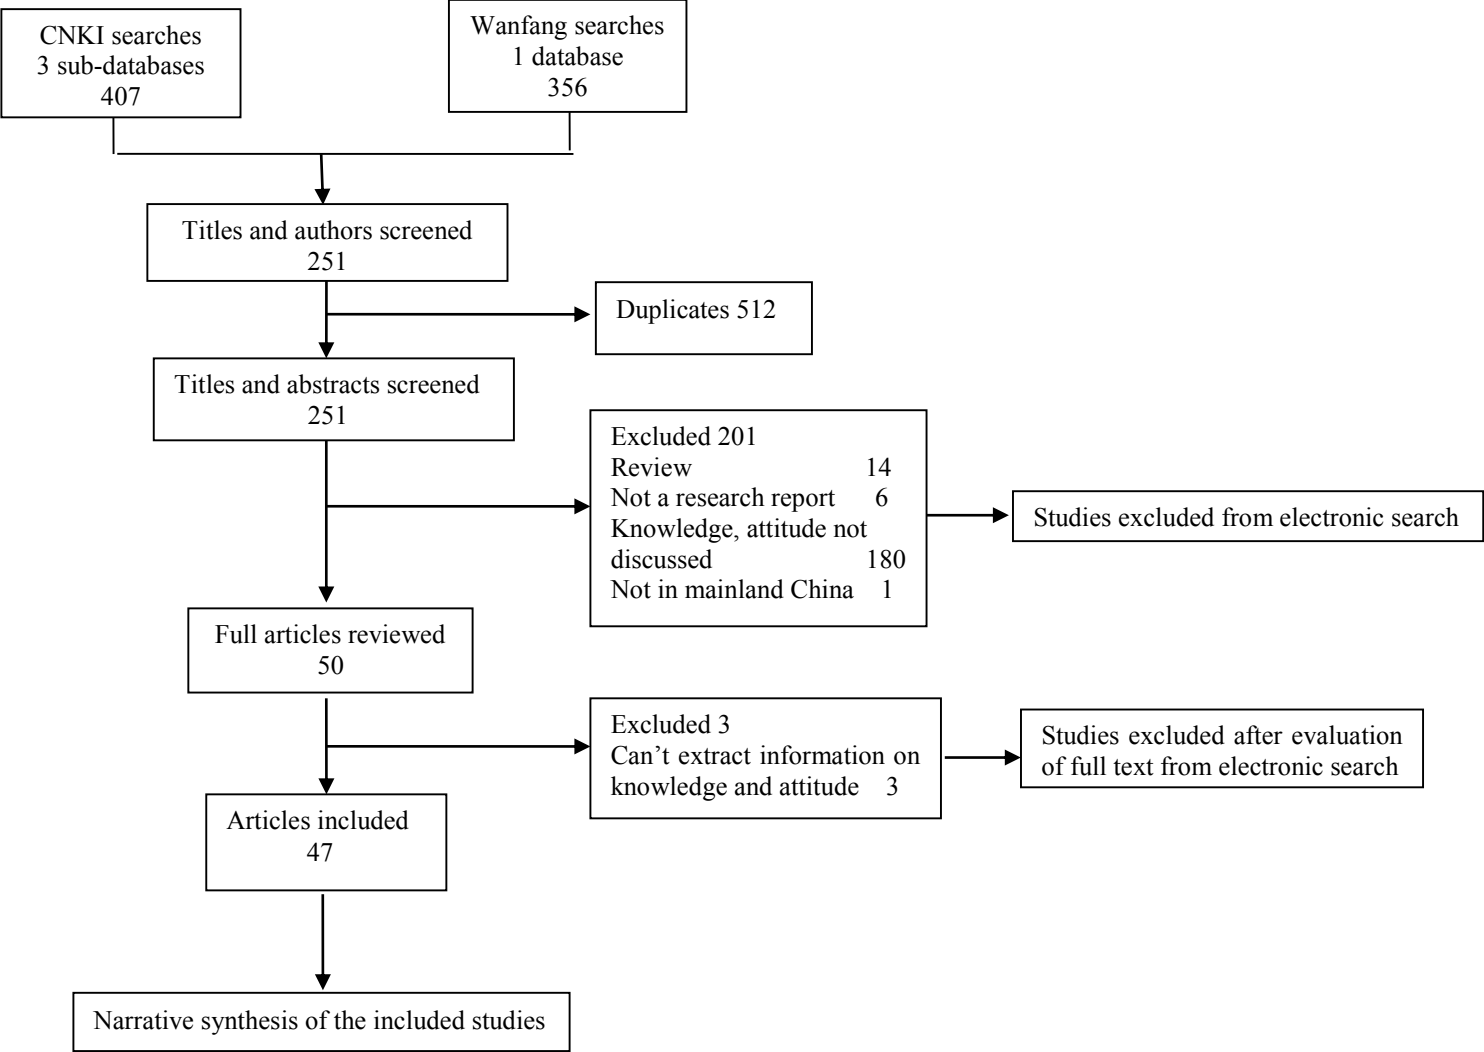 CNKI searches
3 sub-databases
407
Wanfang searches
1 database
356
Titles and authors screened
251
Duplicates 512
Titles and abstracts screened
251
Excluded 201
Review 14
Not a research report 6
Knowledge, attitude not
discussed 180
Not in mainland China 1
Studies excluded from electronic search
Full articles reviewed
50
Excluded 3
Can't extract information on
knowledge and attitude 3
Studies excluded after evaluation
of full text from electronic search
Articles included
47
Narrative synthesis of the included studies